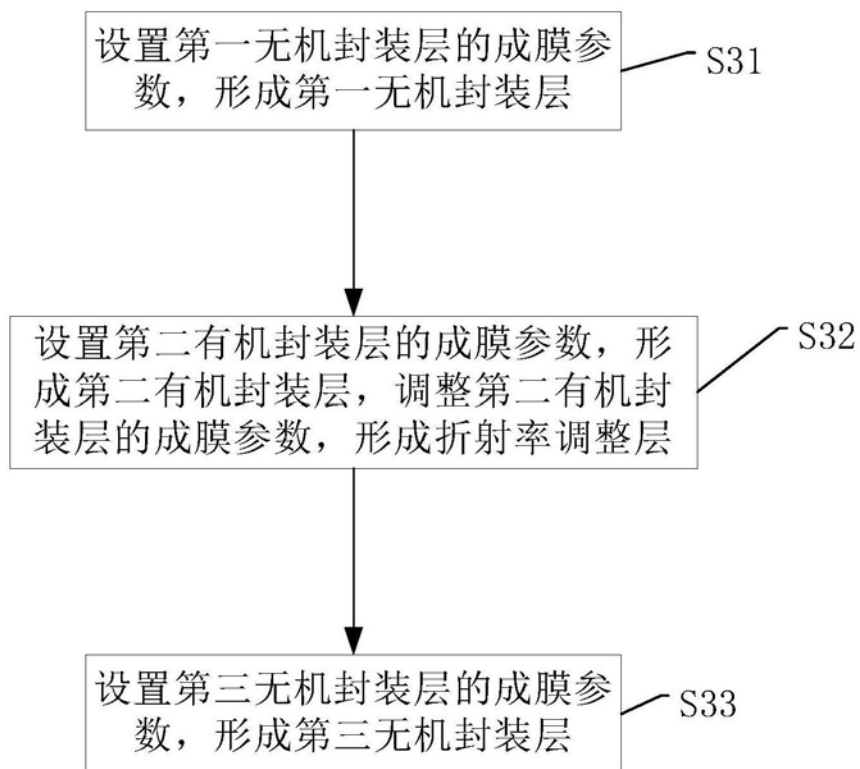 设置第一无机封装层的成膜参
数，形成第一无机封装层
S31
设置第二有机封装层的成膜参数，形
成第二有机封装层，调整第二有机封
装层的成膜参数，形成折射率调整层
S32
设置第三无机封装层的成膜参
数，形成第三无机封装层
S33